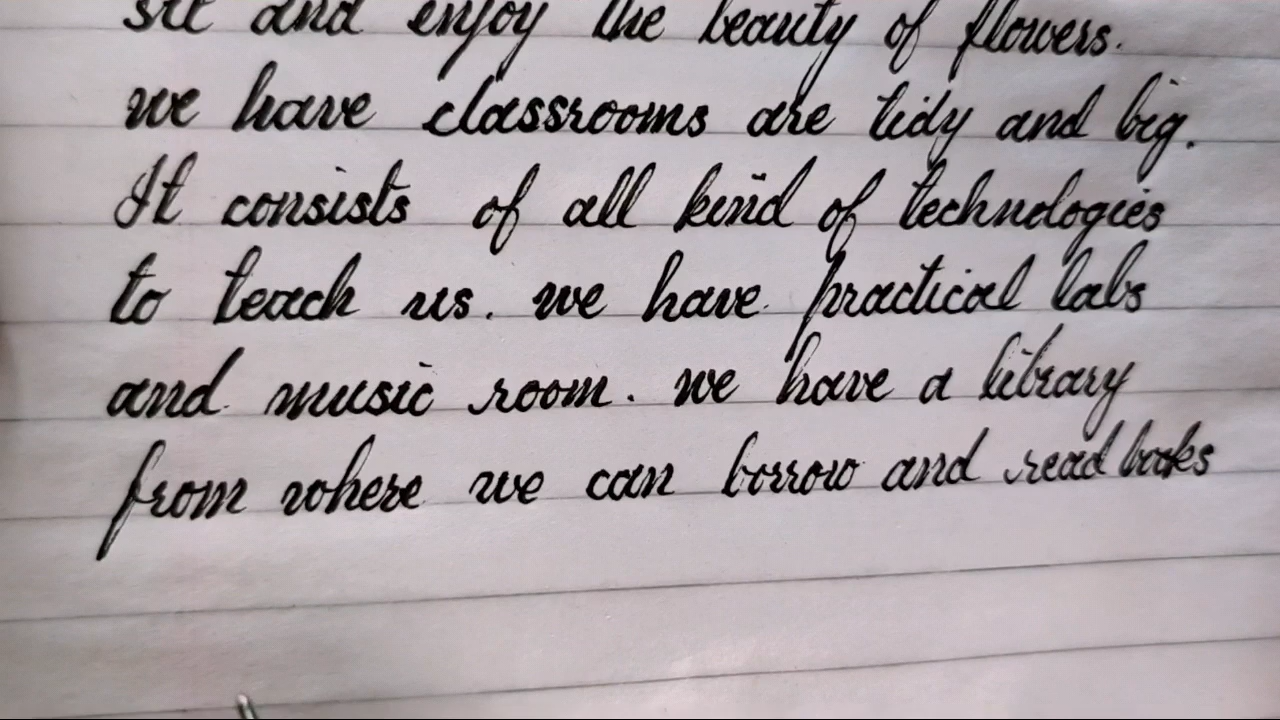 sit and enjoy the beauty of flowers.
we have classrooms are tidy and big.
It consists of all kind of technologies
to teach us. we have practical labs
and music room. we have a library
from where we can borrow and read books